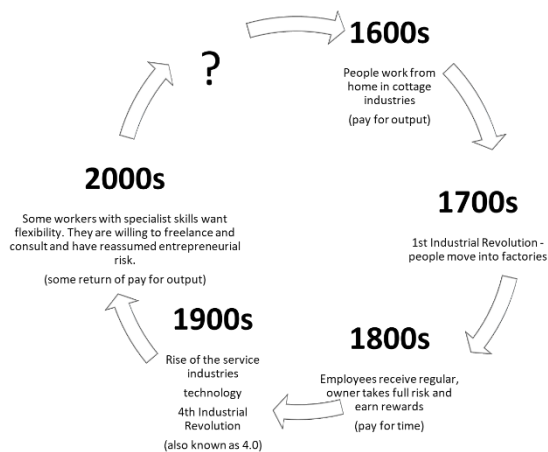 1600s
People work from
home in cottage
industries
(pay for output)
1700s
1st Industrial Revolution -
people move into factories
1800s
Employees receive regular,
owner takes full risk and
earn rewards
(pay for time)
1900s
Rise of the service
industries
technology
4th Industrial
Revolution
(also known as 4.0)
2000s
Some workers with specialist skills want
flexibility. They are willing to freelance and
consult and have reassumed entrepreneurial
risk.
(some return of pay for output)
?